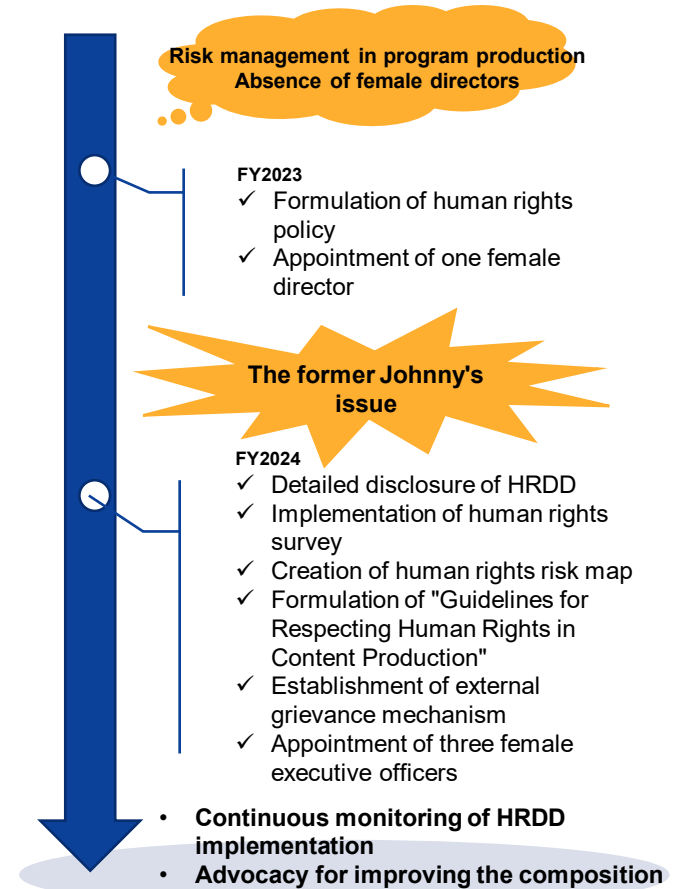 Risk management in program production
Absence of female directors
FY2023
✓ Formulation of human rights
policy
✓ Appointment of one female
director
The former Johnny's
issue
FY2024
✓ Detailed disclosure of HRDD
✓ Implementation of human rights
survey
✓ Creation of human rights risk map
✓ Formulation of "Guidelines for
Respecting Human Rights in
Content Production"
✓ Establishment of external
grievance mechanism
✓ Appointment of three female
executive officers
• Continuous monitoring of HRDD
implementation
• Advocacy for improving the composition